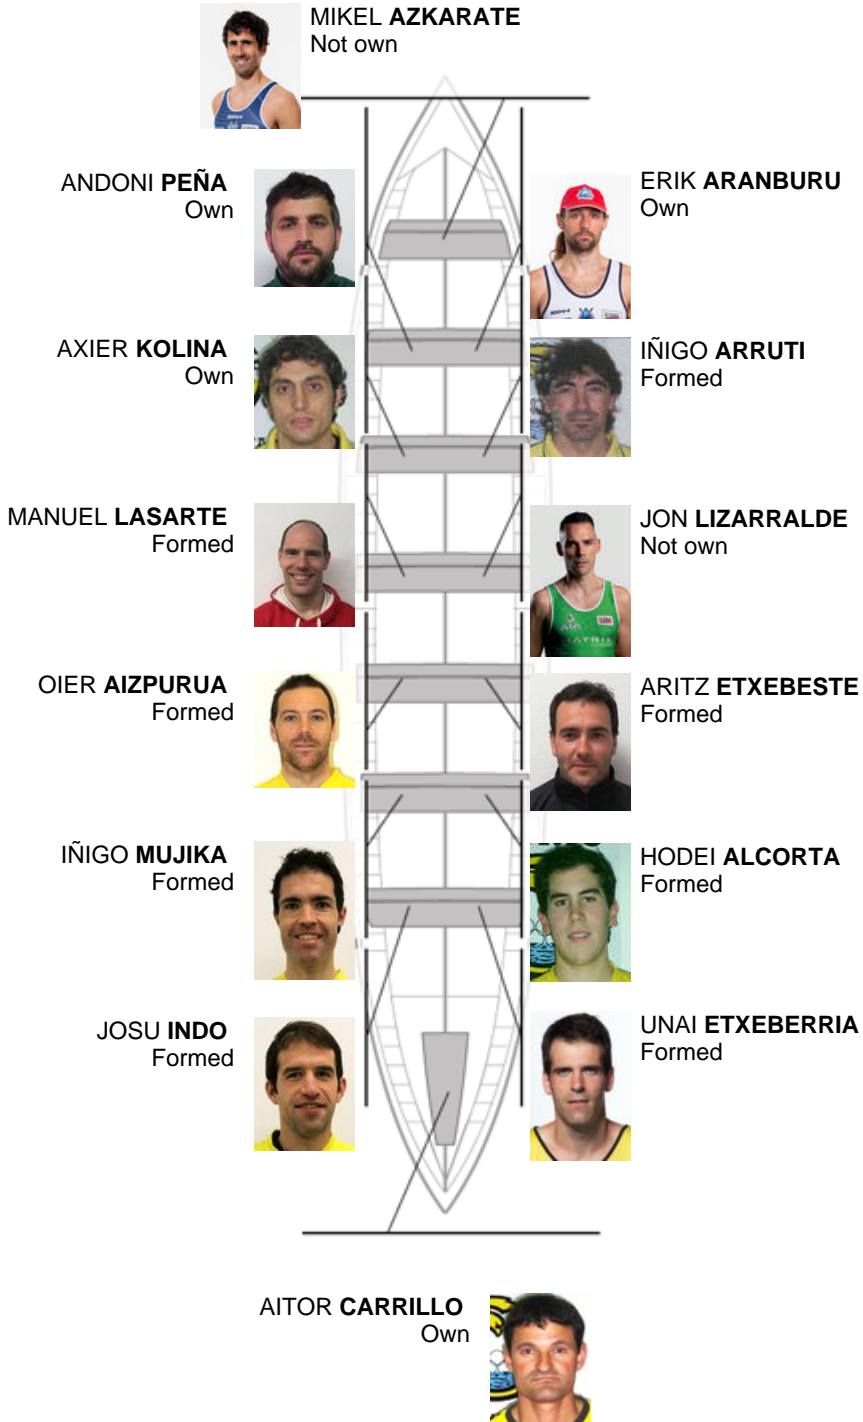 MIKEL AZKARATE
Not own
ANDONI PEÑA
Own
ERIK ARANBURU
Own
AXIER KOLINA
Own
IÑIGO ARRUTI
Formed
MANUEL LASARTE
Formed
JON LIZARRALDE
Not own
OIER AIZPURUA
Formed
ARITZ ETXEBESTE
Formed
IÑIGO MUJIKA
Formed
HODEI ALCORTA
Formed
JOSU INDO
Formed
UNAI ETXEBERRIA
Formed
AITOR CARRILLO
Own